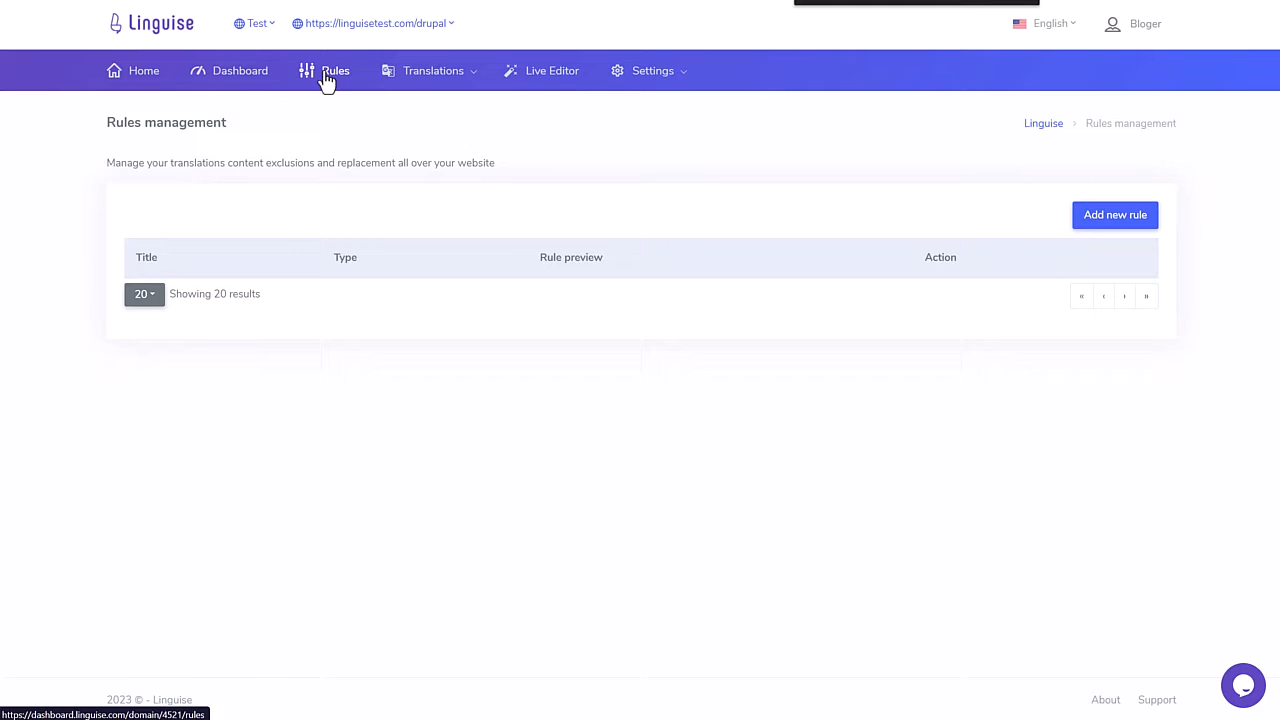 Linguise
Test
https://linguisetest.com/drupal
English
Bloger
Home
Dashboard
Rules
Translations
Live Editor
Settings
Rules management
Linguise › Rules management
Manage your translations content exclusions and replacement all over your website
Add new rule
Title Type Rule preview Action
20 Showing 20 results
« ‹ › »
2023 © - Linguise
About Support
https://dashboard.linguise.com/domain/4521/rules